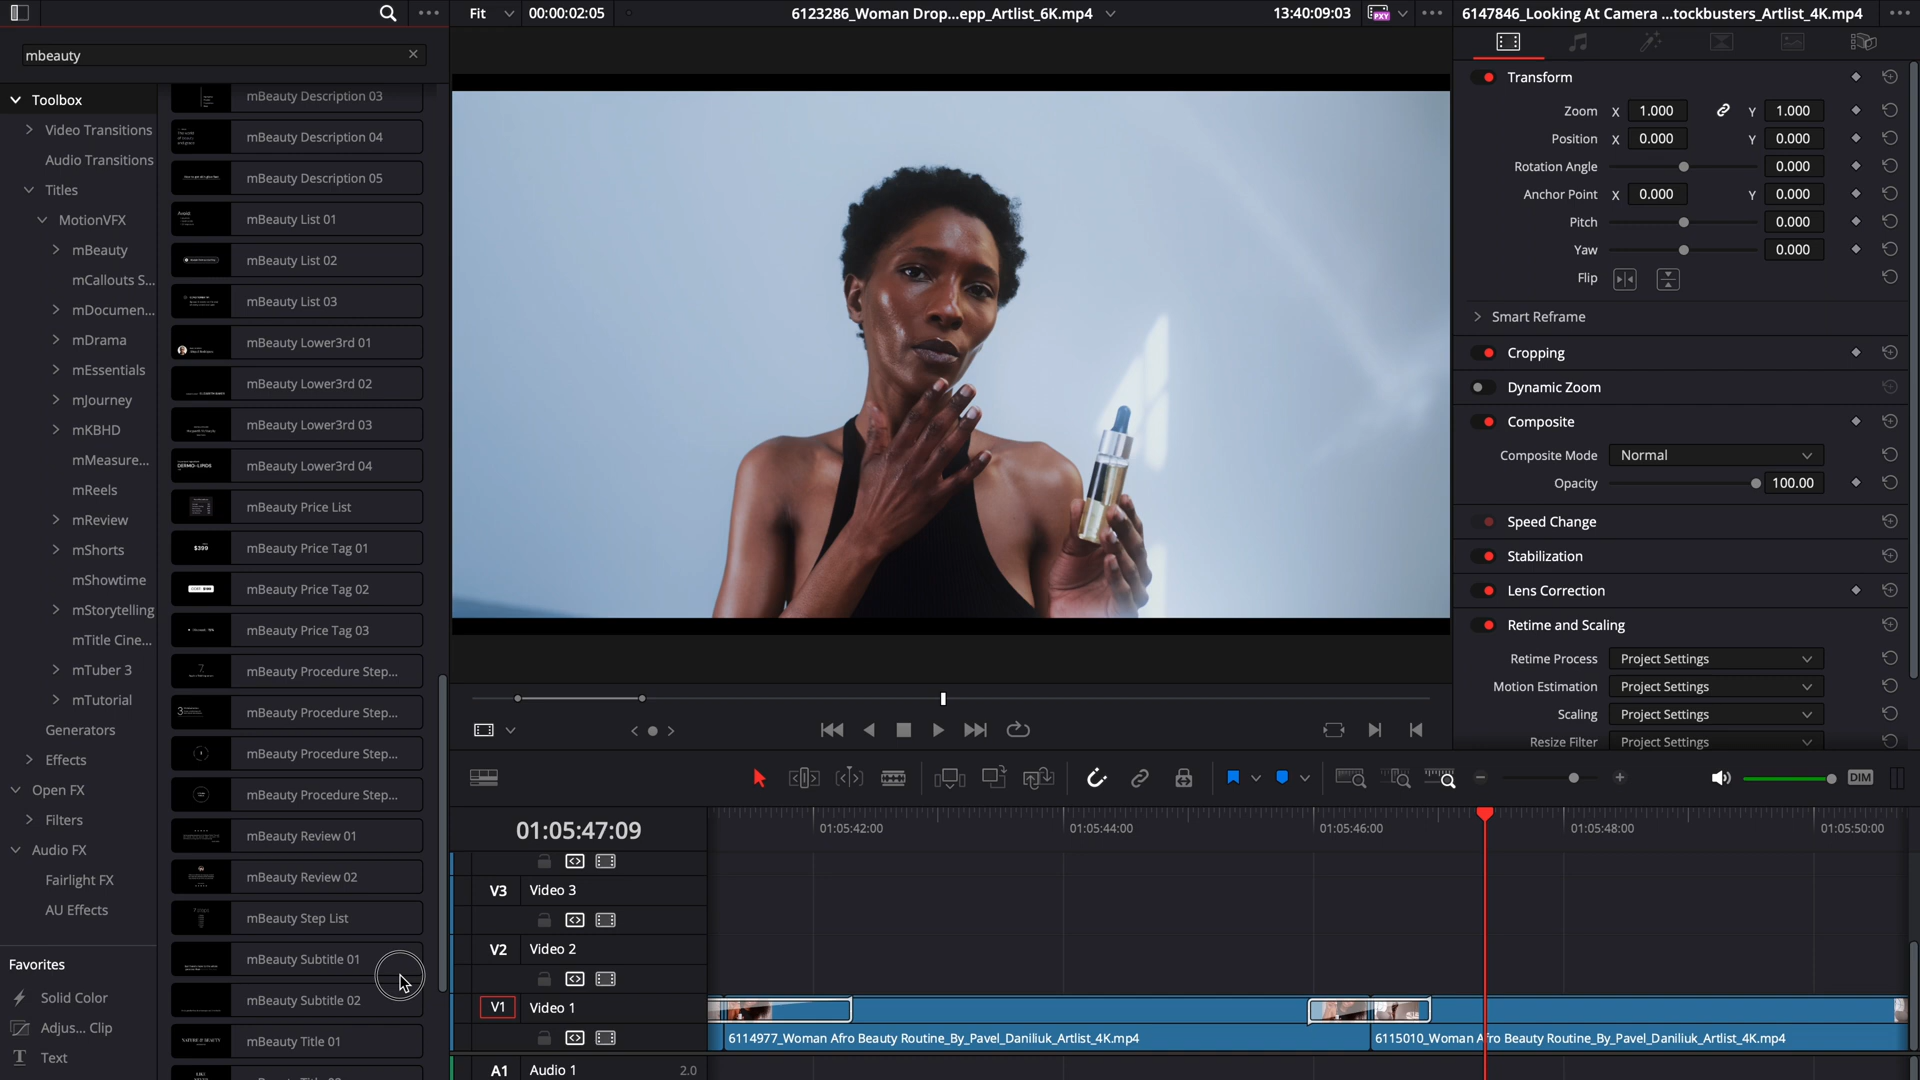 Fit
00:00:02:05
6123286_Woman Drop...epp_Artlist_6K.mp4
13:40:09:03
PXY
6147846_Looking At Camera ...tockbusters_Artlist_4K.mp4
mbeauty
Toolbox
Video Transitions
Audio Transitions
Titles
MotionVFX
mBeauty
mCallouts S...
mDocumen...
mDrama
mEssentials
mJourney
mKBHD
mMeasure...
mReels
mReview
mShorts
mShowtime
mStorytelling
mTitle Cine...
mTuber 3
mTutorial
Generators
Effects
Open FX
Filters
Audio FX
Fairlight FX
AU Effects
Favorites
Solid Color
Adjus... Clip
Text
mBeauty Description 03
mBeauty Description 04
mBeauty Description 05
mBeauty List 01
mBeauty List 02
mBeauty List 03
mBeauty Lower3rd 01
mBeauty Lower3rd 02
mBeauty Lower3rd 03
DERMO-LIPIDS
mBeauty Lower3rd 04
mBeauty Price List
$399
mBeauty Price Tag 01
mBeauty Price Tag 02
mBeauty Price Tag 03
7.
mBeauty Procedure Step...
3
mBeauty Procedure Step...
mBeauty Procedure Step...
mBeauty Procedure Step...
mBeauty Review 01
mBeauty Review 02
mBeauty Step List
mBeauty Subtitle 01
mBeauty Subtitle 02
NATURE & BEAUTY
mBeauty Title 01
Transform
Zoom X 1.000 Y 1.000
Position X 0.000 Y 0.000
Rotation Angle 0.000
Anchor Point X 0.000 Y 0.000
Pitch 0.000
Yaw 0.000
Flip
Smart Reframe
Cropping
Dynamic Zoom
Composite
Composite Mode Normal
Opacity 100.00
Speed Change
Stabilization
Lens Correction
Retime and Scaling
Retime Process Project Settings
Motion Estimation Project Settings
Scaling Project Settings
Resize Filter Project Settings
DIM
01:05:47:09
01:05:42:00
01:05:44:00
01:05:46:00
01:05:48:00
01:05:50:00
V3 Video 3
V2 Video 2
V1 Video 1
6114977_Woman Afro Beauty Routine_By_Pavel_Daniliuk_Artlist_4K.mp4
6115010_Woman Afro Beauty Routine_By_Pavel_Daniliuk_Artlist_4K.mp4
A1 Audio 1 2.0